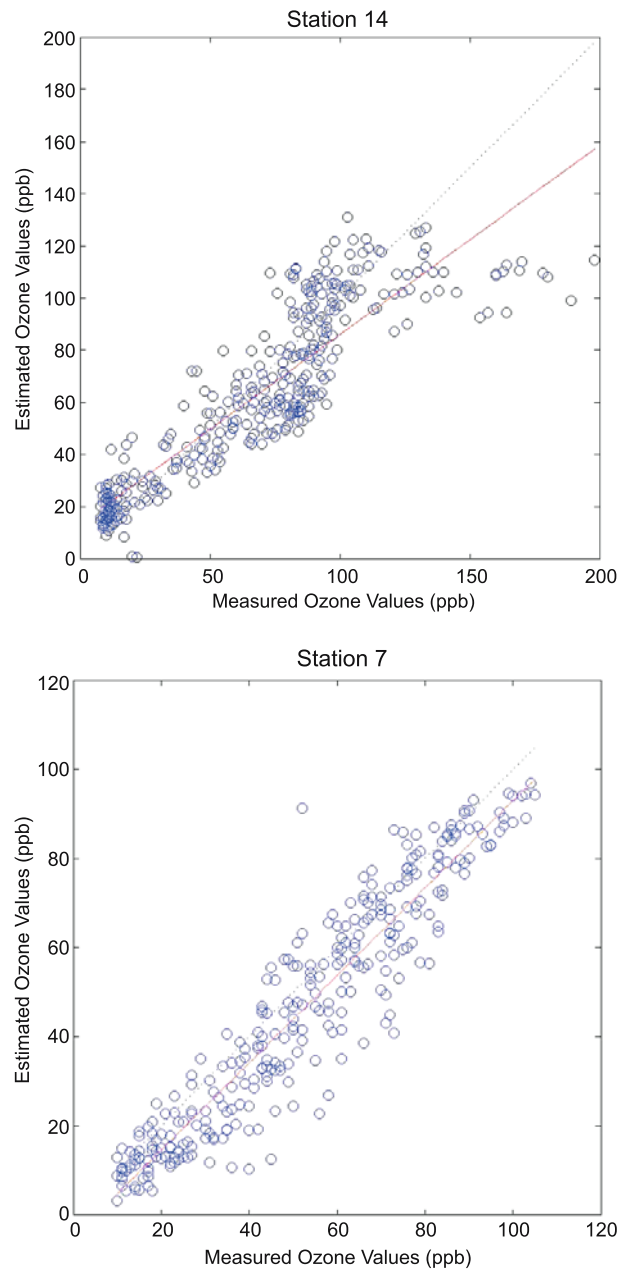 Station 14
Estimated Ozone Values (ppb)
200
180
160
140
120
100
80
60
40
20
0
0 50 100 150 200
Measured Ozone Values (ppb)
Station 7
Estimated Ozone Values (ppb)
120
100
80
60
40
20
0
0 20 40 60 80 100 120
Measured Ozone Values (ppb)